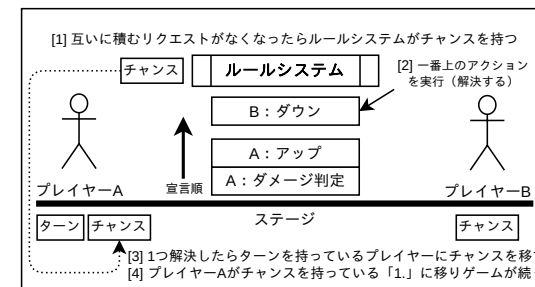 [1] 互いに積むリクエストがなくなったらルールシステムがチャンスを持つ
チャンス
ルールシステム
[2] 一番上のアクション
を実行（解決する）
B：ダウン
A：アップ
A：ダメージ判定
プレイヤーA
宣言順
プレイヤーB
ステージ
ターン
チャンス
チャンス
[3] 1つ解決したらターンを持っているプレイヤーにチャンスを移
[4] プレイヤーAがチャンスを持っている「1.」に移りゲームが続